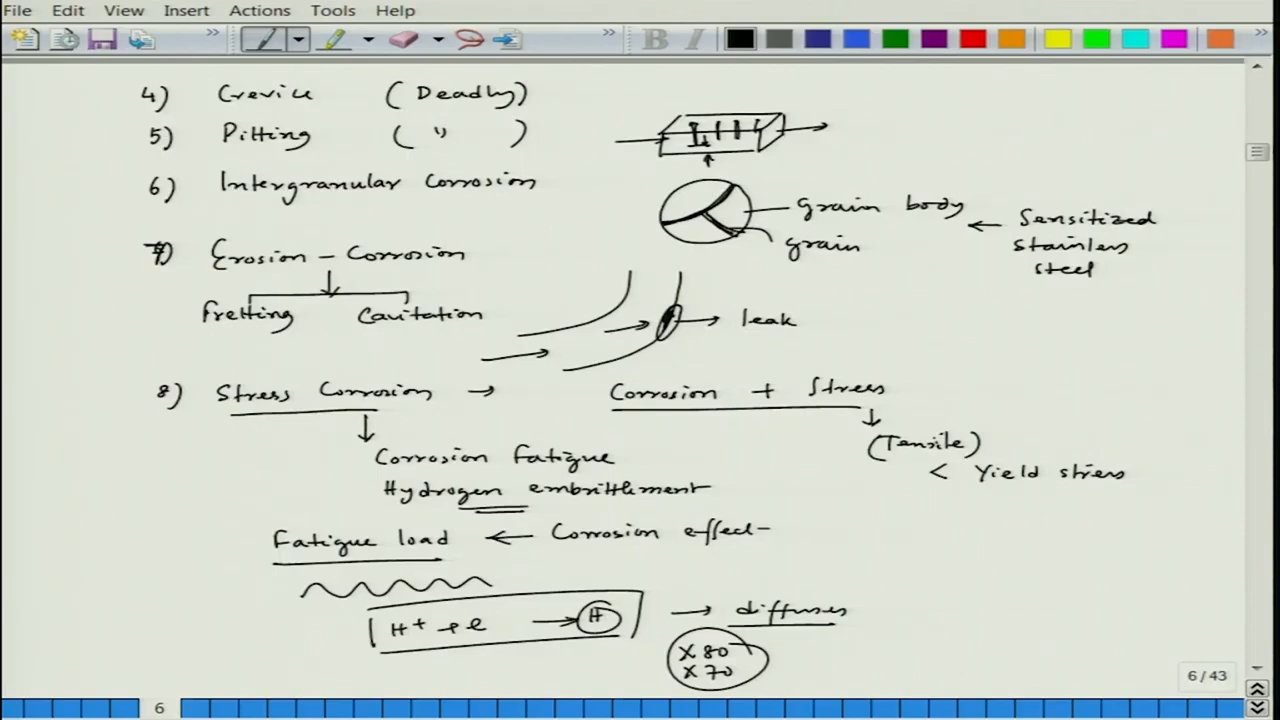 File Edit View Insert Actions Tools Help
4) Crevice (Deadly)
5) Pitting ( " )
6) Intergranular Corrosion
grain body
grain
← Sensitized
stainless
steel
7) Erosion - Corrosion
Fretting Cavitation
→ leak
8) Stress Corrosion → Corrosion + Stress
(Tensile)
< Yield stress
Corrosion fatigue
Hydrogen embrittlement
Fatigue load ← Corrosion effect
H+ + e → H → diffuses
X 80
X 70
6 / 43
6